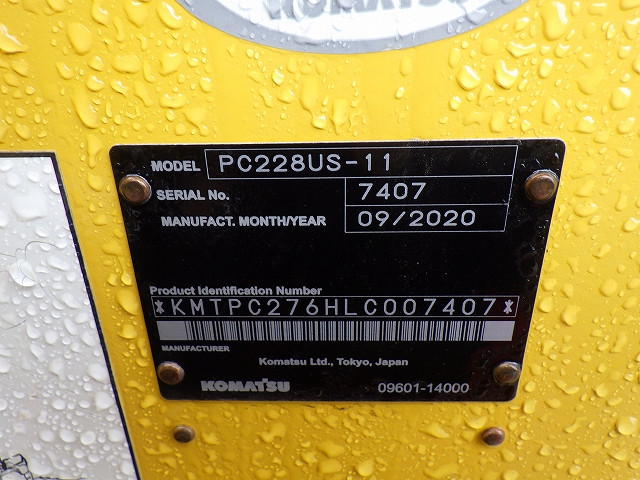 KOMATSU
MODEL PC228US-11
SERIAL No. 7407
MANUFACT. MONTH/YEAR 09/2020
Product Identification Number
*KMTPC276HLC007407*
MANUFACTURER
Komatsu Ltd., Tokyo, Japan
KOMATSU 09601-14000